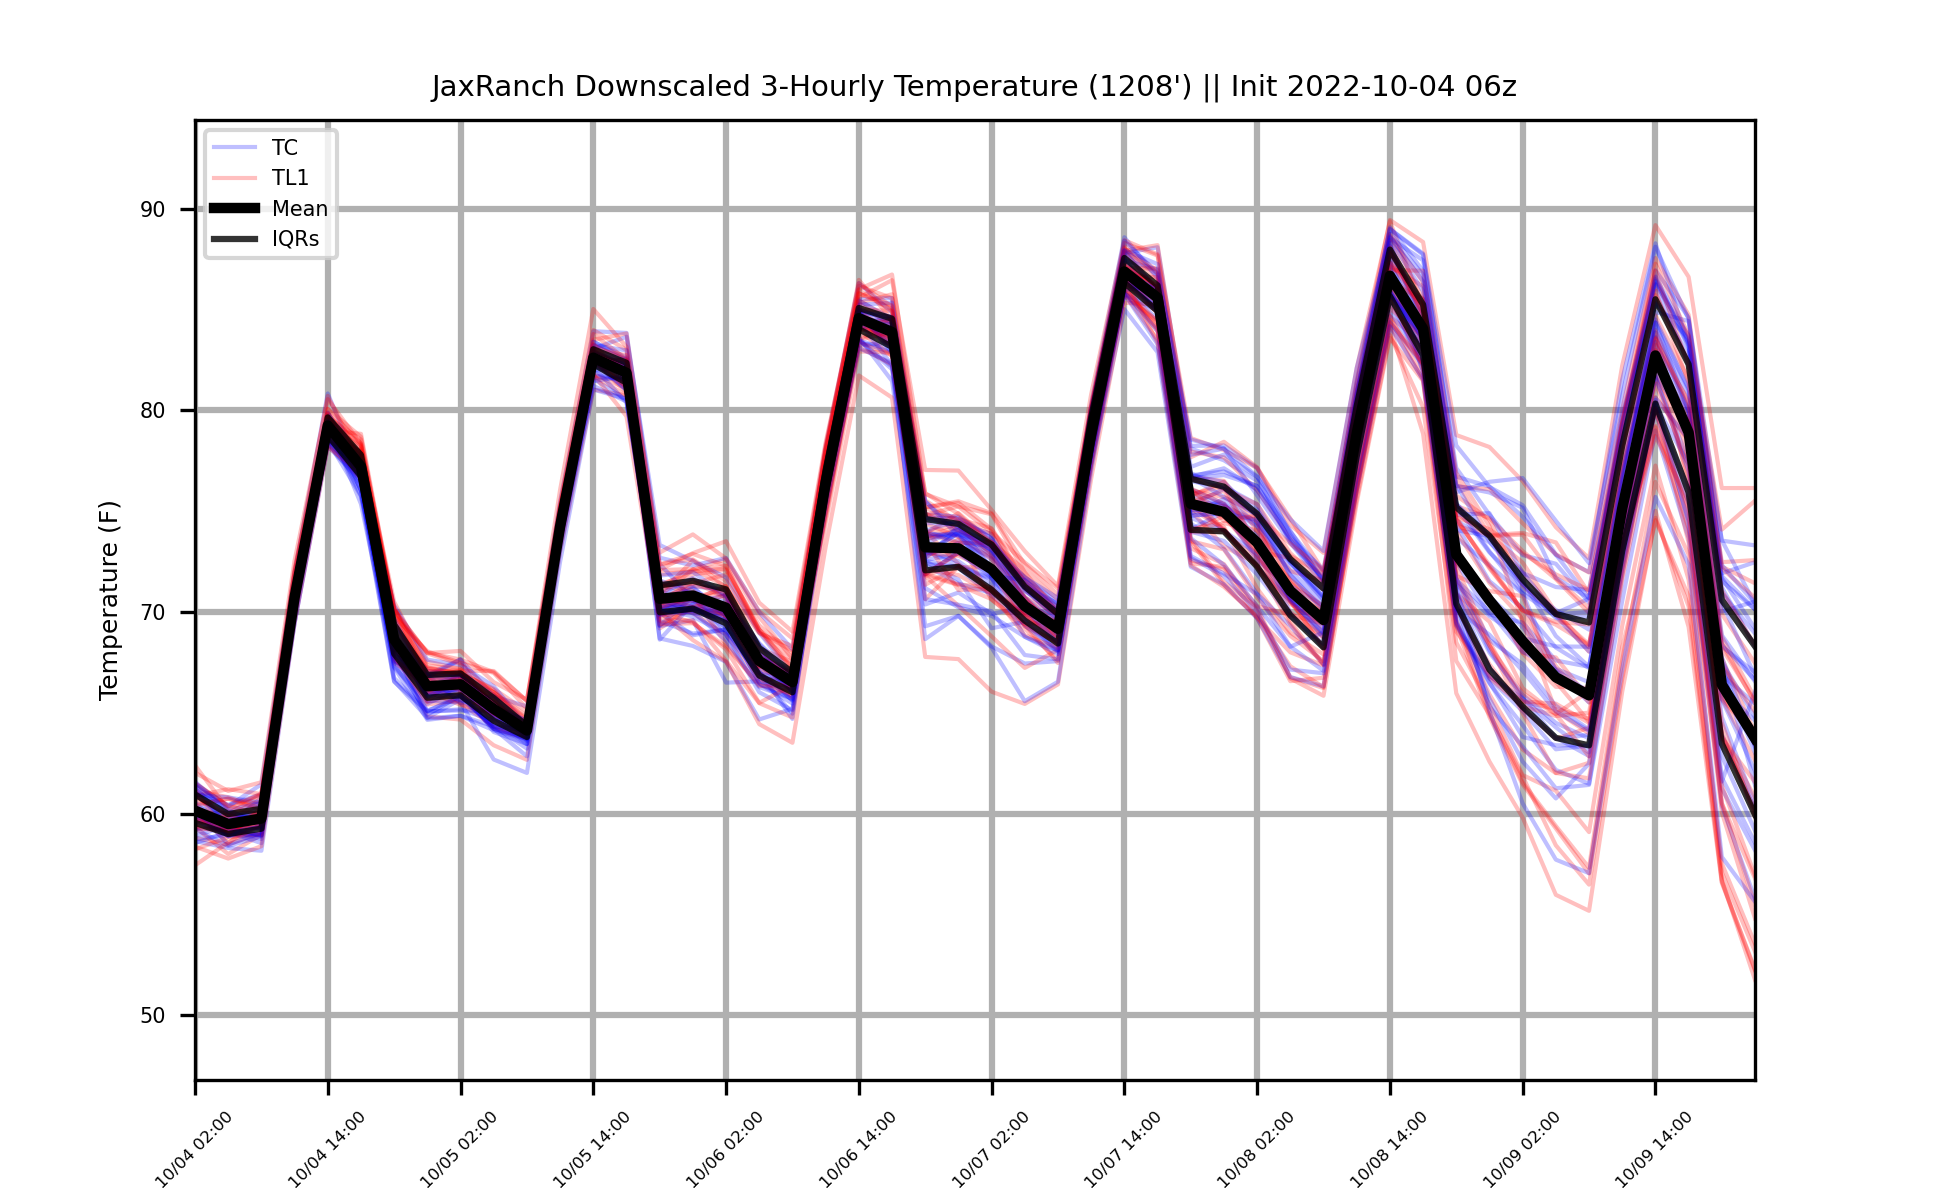 JaxRanch Downscaled 3-Hourly Temperature (1208') || Init 2022-10-04 06z
TC
TL1
Mean
IQRs
Temperature (F)
90
80
70
60
50
10/04 02:00
10/04 14:00
10/05 02:00
10/05 14:00
10/06 02:00
10/06 14:00
10/07 02:00
10/07 14:00
10/08 02:00
10/08 14:00
10/09 02:00
10/09 14:00